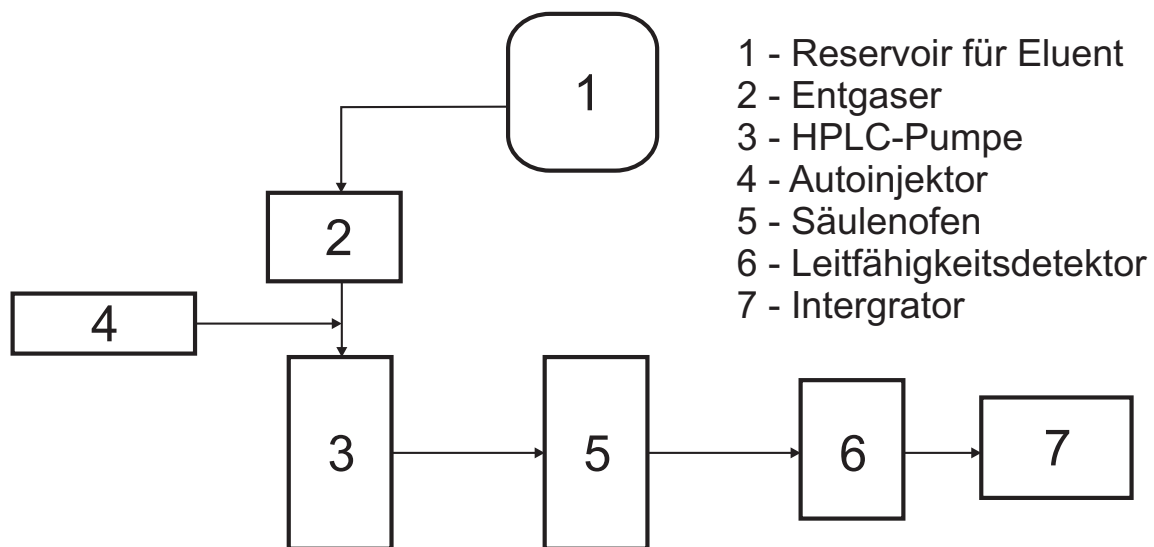 1
1 - Reservoir für Eluent
2 - Entgaser
3 - HPLC-Pumpe
4 - Autoinjektor
5 - Säulenofen
6 - Leitfähigkeitsdetektor
7 - Intergrator
2
4
3
5
6
7